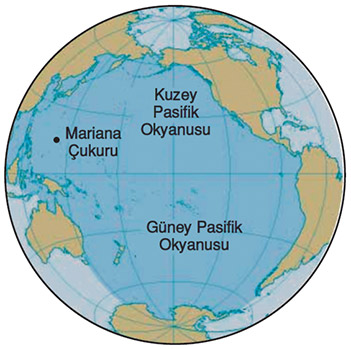 Kuzey
Pasifik
Okyanusu
Mariana
Çukuru
Güney Pasifik
Okyanusu